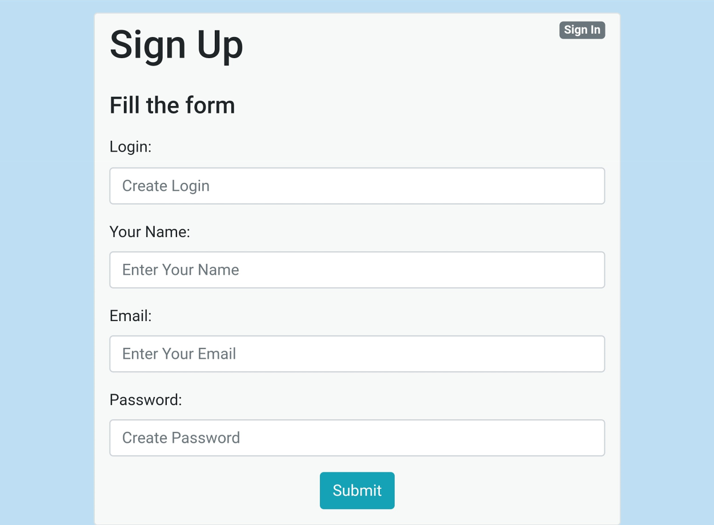 Sign Up
Sign In
Fill the form
Login:
Create Login
Your Name:
Enter Your Name
Email:
Enter Your Email
Password:
Create Password
Submit